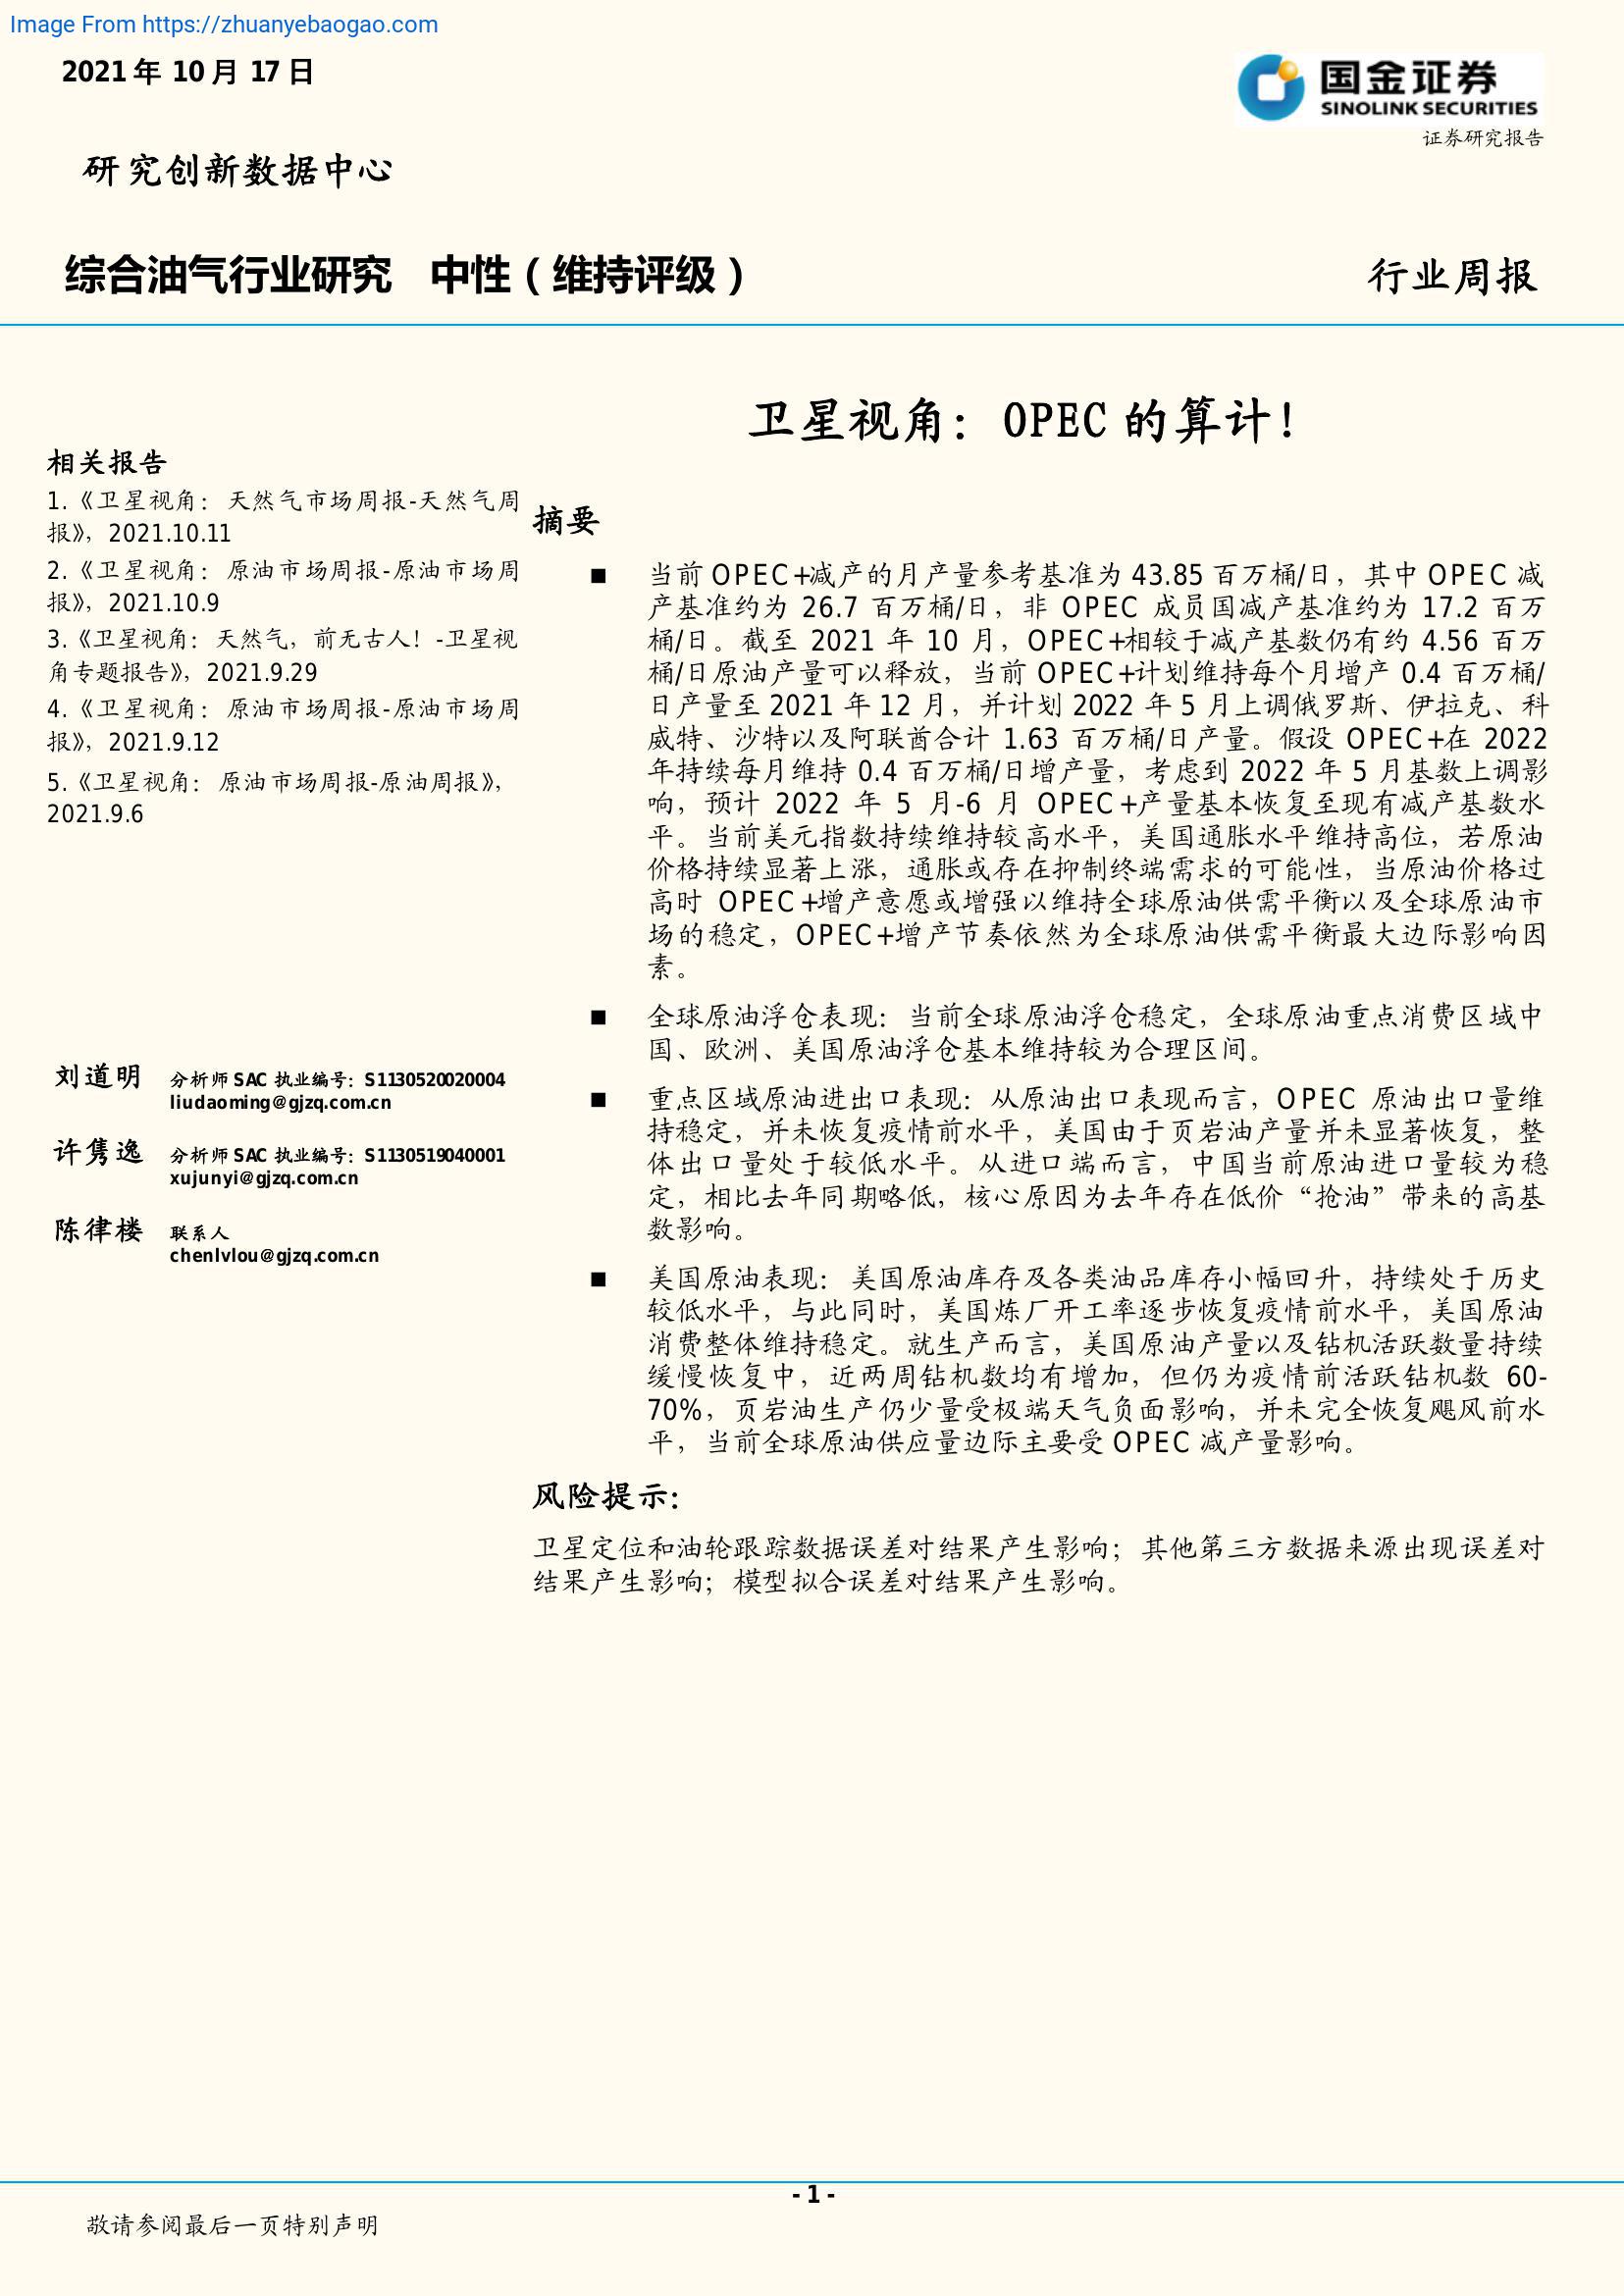 Image From https://zhuanyebaogao.com
2021 年 10 月 17 日
国金证券
SINOLINK SECURITIES
证券研究报告
研究创新数据中心
综合油气行业研究 中性（维持评级）
行业周报
卫星视角：OPEC 的算计！
相关报告
1.《卫星视角：天然气市场周报-天然气周
报》，2021.10.11
2.《卫星视角：原油市场周报-原油市场周
报》，2021.10.9
3.《卫星视角：天然气，前无古人！-卫星视
角专题报告》，2021.9.29
4.《卫星视角：原油市场周报-原油市场周
报》，2021.9.12
5.《卫星视角：原油市场周报-原油周报》，
2021.9.6
刘道明 分析师 SAC 执业编号：S1130520020004
liudaoming@gjzq.com.cn
许隽逸 分析师 SAC 执业编号：S1130519040001
xujunyi@gjzq.com.cn
陈律楼 联系人
chenlvlou@gjzq.com.cn
摘要
■ 当前 OPEC+减产的月产量参考基准为 43.85 百万桶/日，其中 OPEC 减
产基准约为 26.7 百万桶/日，非 OPEC 成员国减产基准约为 17.2 百万
桶/日。截至 2021 年 10 月，OPEC+相较于减产基数仍有约 4.56 百万
桶/日原油产量可以释放，当前 OPEC+计划维持每个月增产 0.4 百万桶/
日产量至 2021 年 12 月，并计划 2022 年 5 月上调俄罗斯、伊拉克、科
威特、沙特以及阿联酋合计 1.63 百万桶/日产量。假设 OPEC+在 2022
年持续每月维持 0.4 百万桶/日增产量，考虑到 2022 年 5 月基数上调影
响，预计 2022 年 5 月-6 月 OPEC+产量基本恢复至现有减产基数水
平。当前美元指数持续维持较高水平，美国通胀水平维持高位，若原油
价格持续显著上涨，通胀或存在抑制终端需求的可能性，当原油价格过
高时 OPEC+增产意愿或增强以维持全球原油供需平衡以及全球原油市
场的稳定，OPEC+增产节奏依然为全球原油供需平衡最大边际影响因
素。
■ 全球原油浮仓表现：当前全球原油浮仓稳定，全球原油重点消费区域中
国、欧洲、美国原油浮仓基本维持较为合理区间。
■ 重点区域原油进出口表现：从原油出口表现而言，OPEC 原油出口量维
持稳定，并未恢复疫情前水平，美国由于页岩油产量并未显著恢复，整
体出口量处于较低水平。从进口端而言，中国当前原油进口量较为稳
定，相比去年同期略低，核心原因为去年存在低价“抢油”带来的高基
数影响。
■ 美国原油表现：美国原油库存及各类油品库存小幅回升，持续处于历史
较低水平，与此同时，美国炼厂开工率逐步恢复疫情前水平，美国原油
消费整体维持稳定。就生产而言，美国原油产量以及钻机活跃数量持续
缓慢恢复中，近两周钻机数均有增加，但仍为疫情前活跃钻机数 60-
70%，页岩油生产仍少量受极端天气负面影响，并未完全恢复飓风前水
平，当前全球原油供应量边际主要受 OPEC 减产量影响。
风险提示：
卫星定位和油轮跟踪数据误差对结果产生影响；其他第三方数据来源出现误差对
结果产生影响；模型拟合误差对结果产生影响。
- 1 -
敬请参阅最后一页特别声明